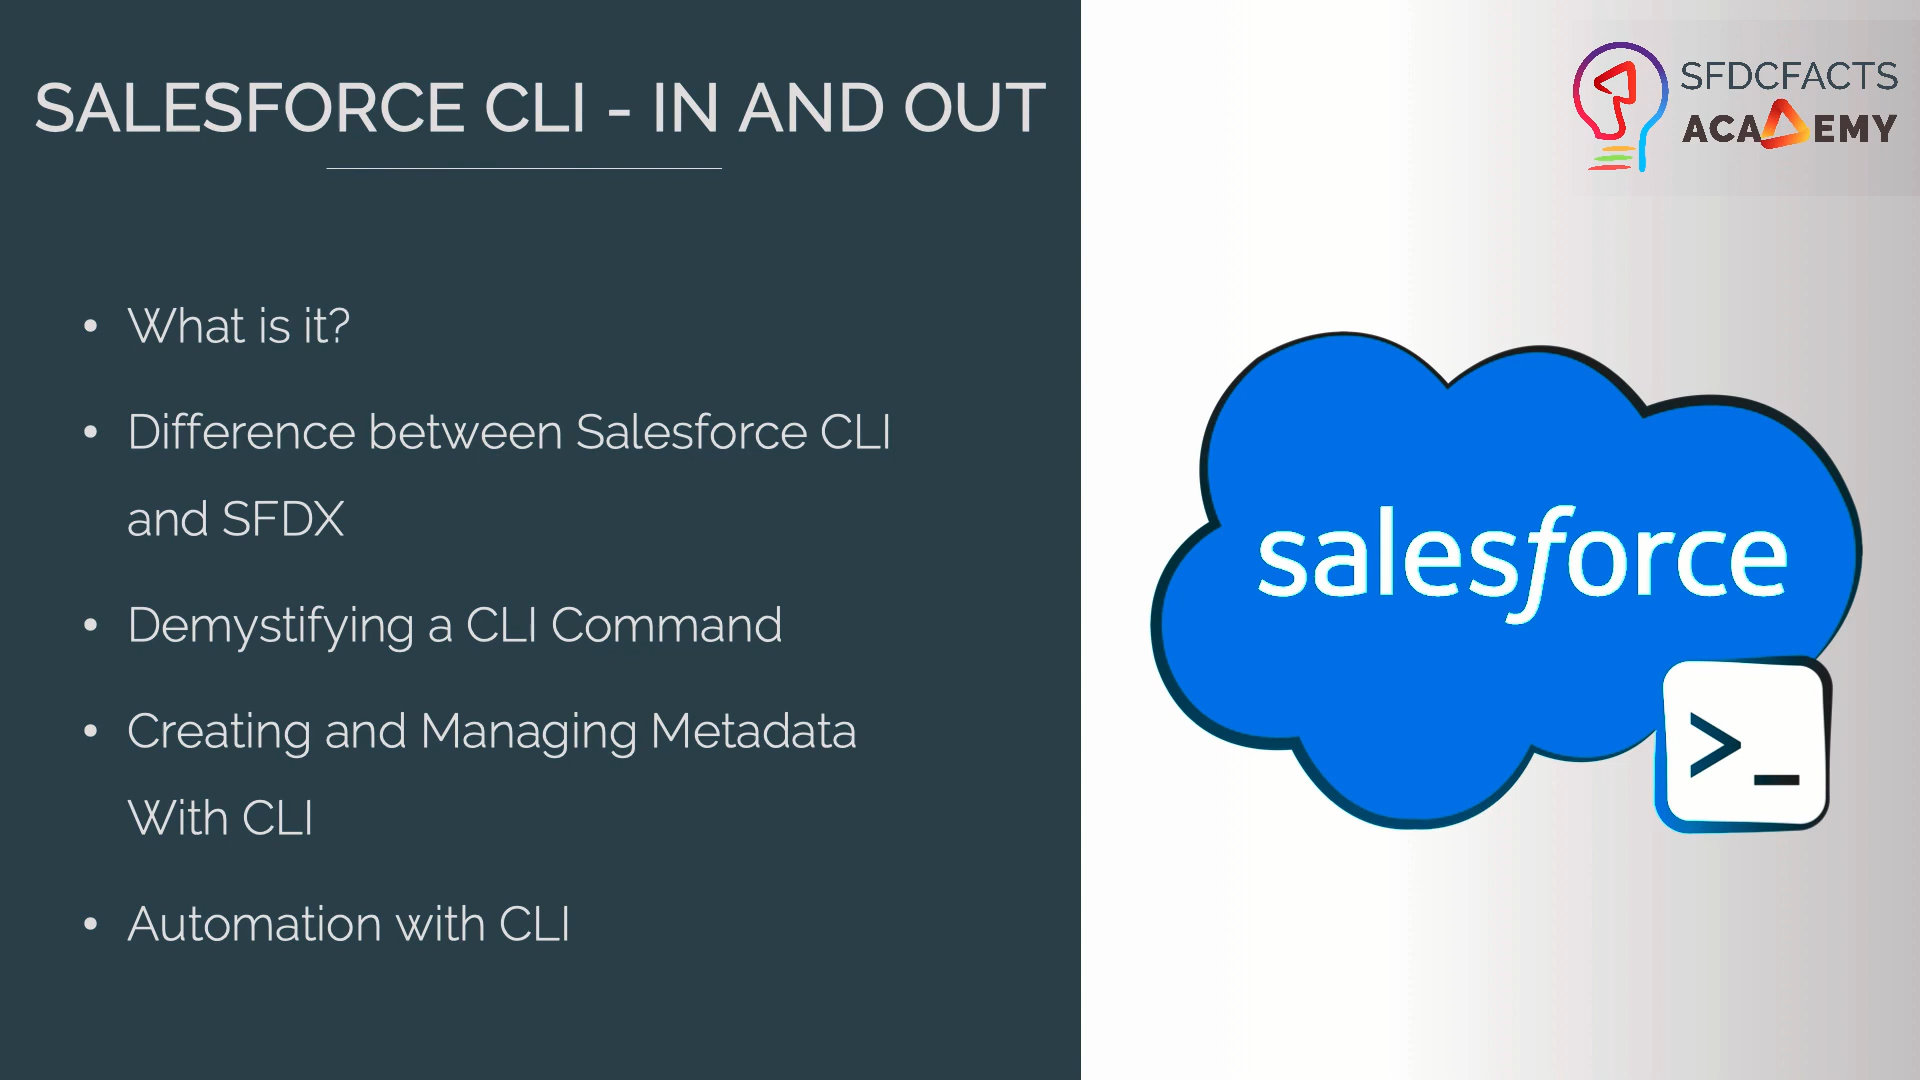 SALESFORCE CLI - IN AND OUT
• What is it?
• Difference between Salesforce CLI
and SFDX
• Demystifying a CLI Command
• Creating and Managing Metadata
With CLI
• Automation with CLI
SFDCFACTS
ACADEMY
salesforce
>_